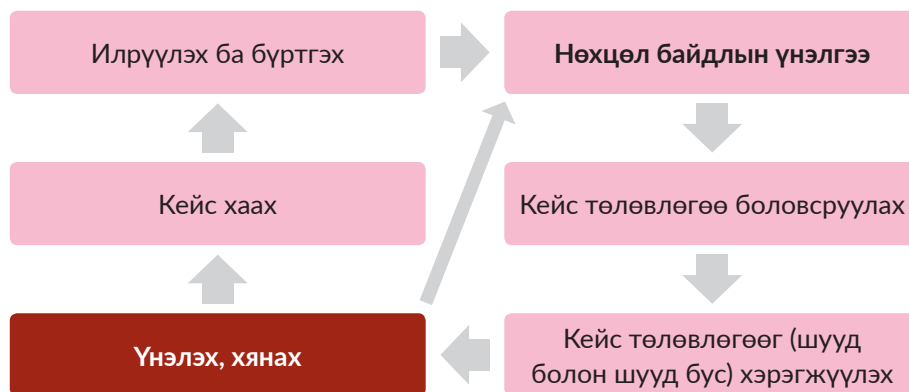 Илрүүлэх ба бүртгэх
Нөхцөл байдлын үнэлгээ
Кейс хаах
Кейс төлөвлөгөө боловсруулах
Үнэлэх, хянах
Кейс төлөвлөгөөг (шууд
болон шууд бус) хэрэгжүүлэх